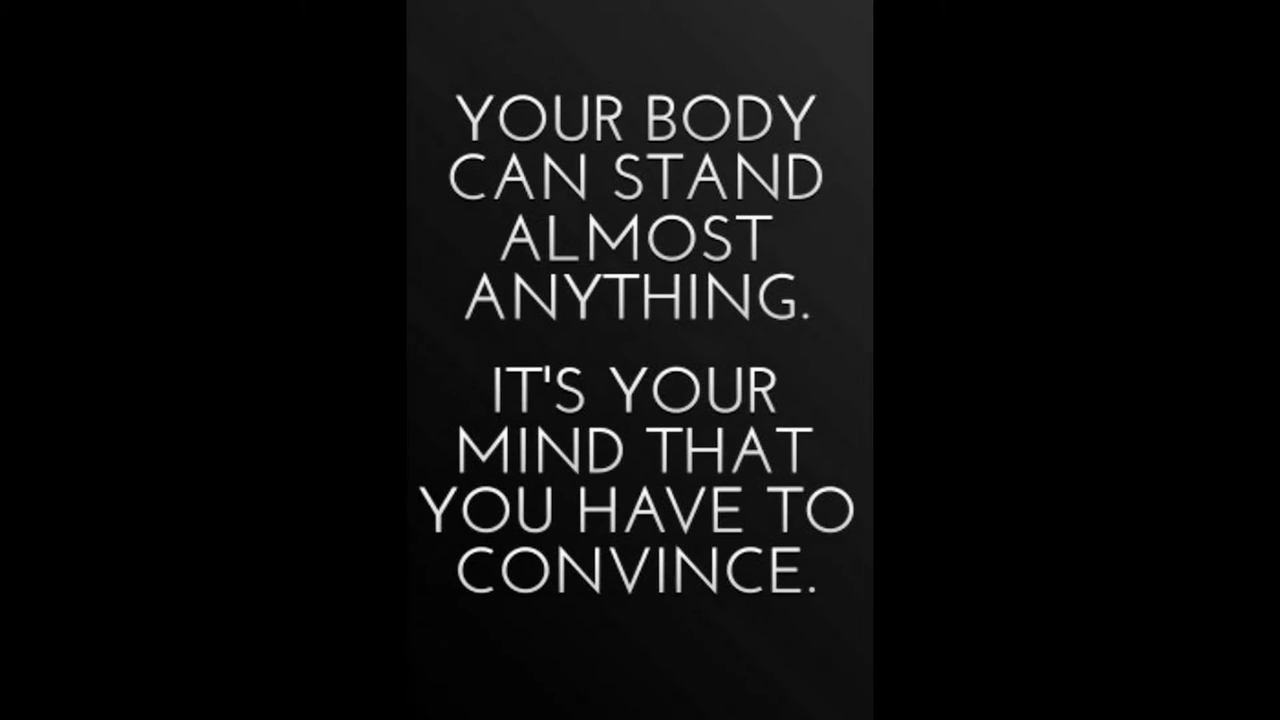 YOUR BODY
CAN STAND
ALMOST
ANYTHING.
IT'S YOUR
MIND THAT
YOU HAVE TO
CONVINCE.